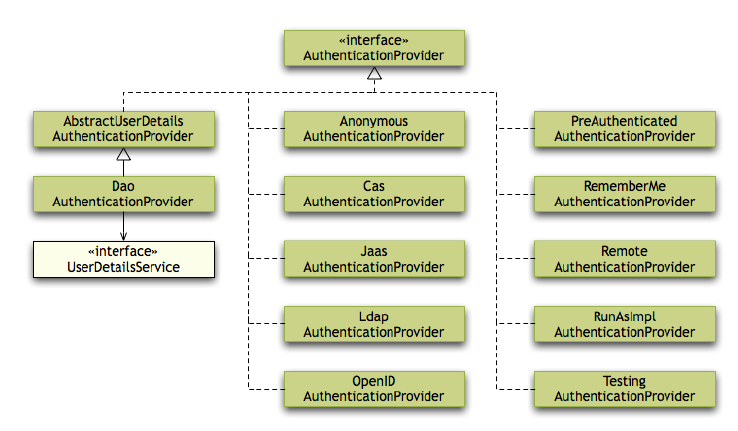 «interface»
AuthenticationProvider
AbstractUserDetails
AuthenticationProvider
Anonymous
AuthenticationProvider
PreAuthenticated
AuthenticationProvider
Dao
AuthenticationProvider
Cas
AuthenticationProvider
RememberMe
AuthenticationProvider
«interface»
UserDetailsService
Jaas
AuthenticationProvider
Remote
AuthenticationProvider
Ldap
AuthenticationProvider
RunAsImpl
AuthenticationProvider
OpenID
AuthenticationProvider
Testing
AuthenticationProvider